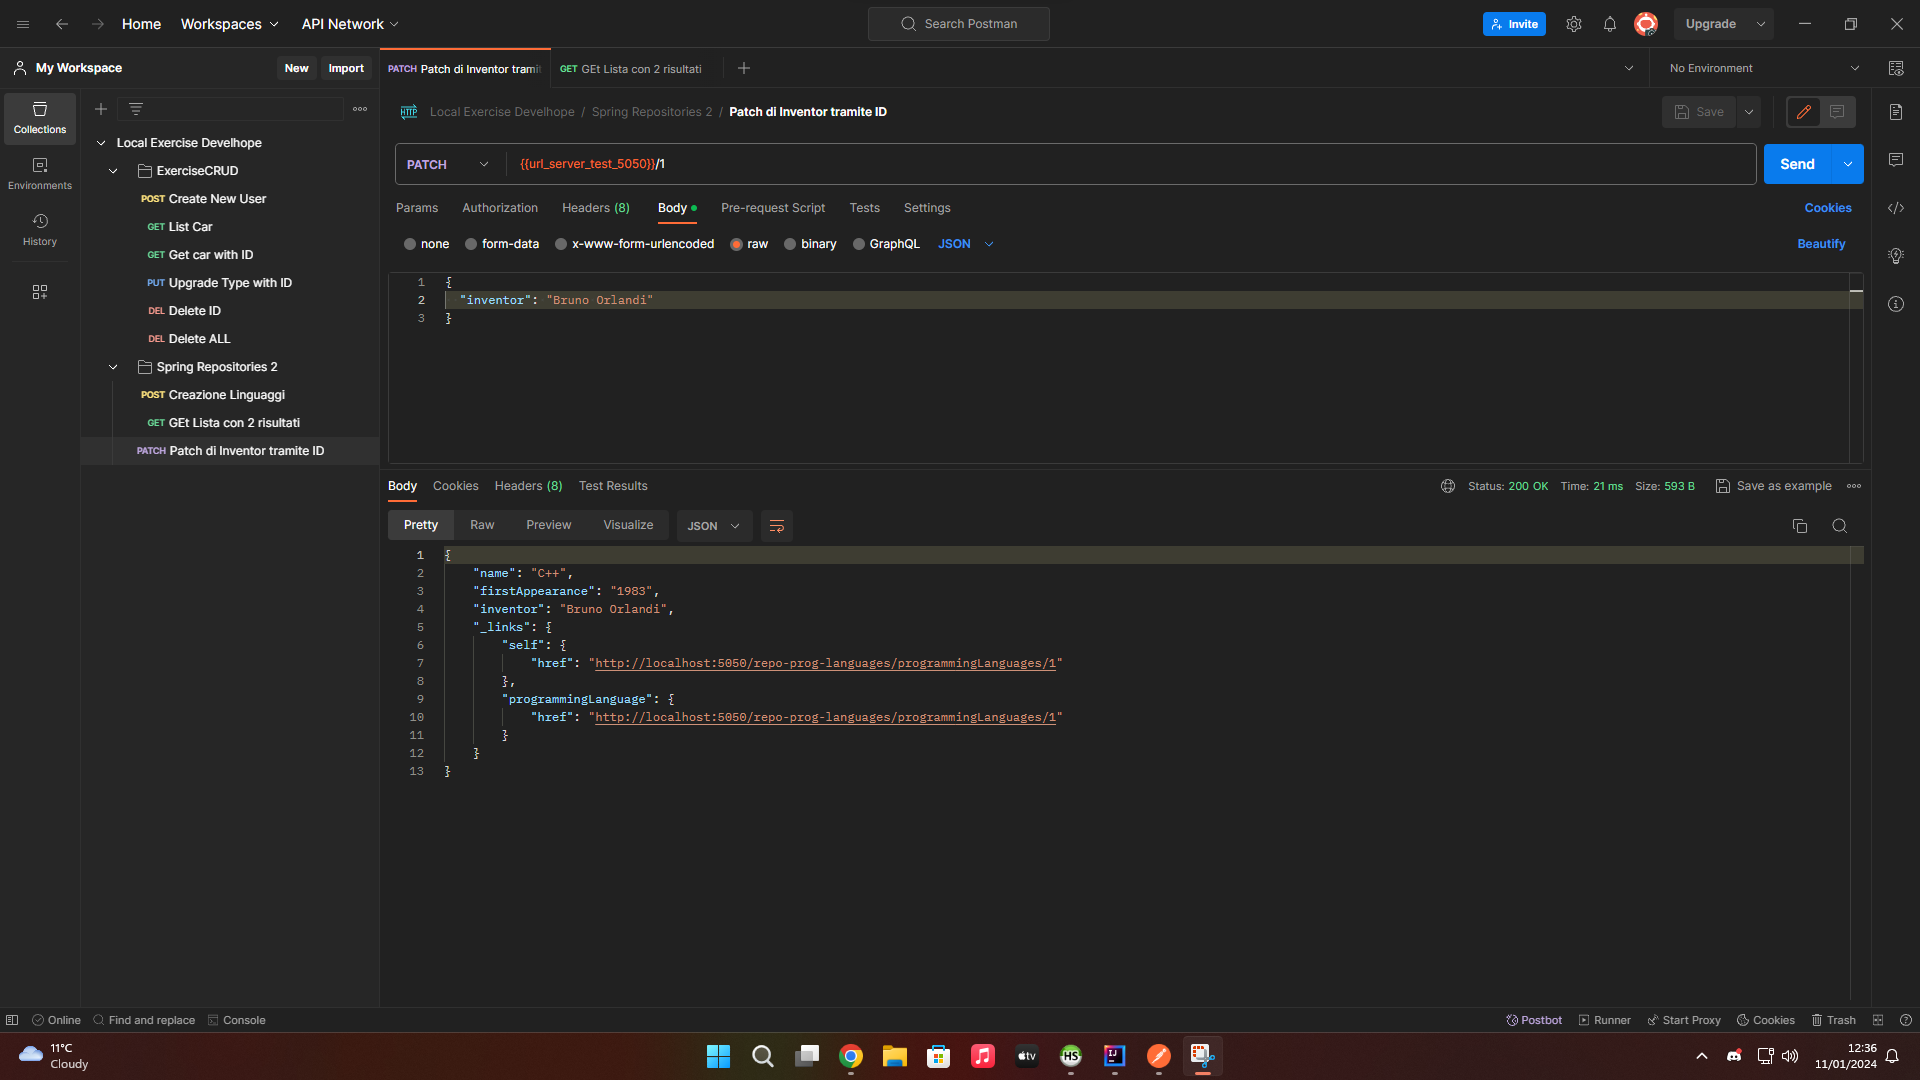 Home Workspaces API Network Search Postman Invite Upgrade
My Workspace New Import PATCH Patch di Inventor tramit GET GEt Lista con 2 risultati No Environment
HTTP Local Exercise Develhope / Spring Repositories 2 / Patch di Inventor tramite ID Save
Collections
Environments
History
Local Exercise Develhope
ExerciseCRUD
POST Create New User
GET List Car
GET Get car with ID
PUT Upgrade Type with ID
DEL Delete ID
DEL Delete ALL
Spring Repositories 2
POST Creazione Linguaggi
GET GEt Lista con 2 risultati
PATCH Patch di Inventor tramite ID
PATCH {{url_server_test_5050}}/1 Send
Params Authorization Headers (8) Body Pre-request Script Tests Settings Cookies
none form-data x-www-form-urlencoded raw binary GraphQL JSON Beautify
1 {
2 "inventor": "Bruno Orlandi"
3 }
Body Cookies Headers (8) Test Results Status: 200 OK Time: 21 ms Size: 593 B Save as example
Pretty Raw Preview Visualize JSON
1 {
2 "name": "C++",
3 "firstAppearance": "1983",
4 "inventor": "Bruno Orlandi",
5 "_links": {
6 "self": {
7 "href": "http://localhost:5050/repo-prog-languages/programmingLanguages/1"
8 },
9 "programmingLanguage": {
10 "href": "http://localhost:5050/repo-prog-languages/programmingLanguages/1"
11 }
12 }
13 }
Online Find and replace Console Postbot Runner Start Proxy Cookies Trash
11°C
Cloudy
tv
HS
IJ
12:36
11/01/2024